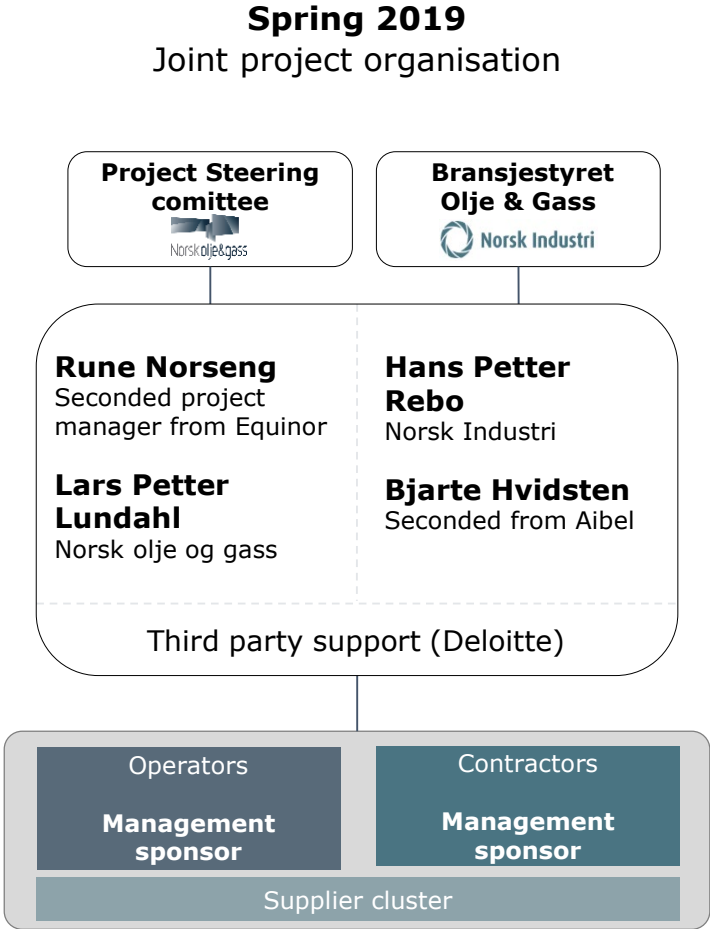 Spring 2019
Joint project organisation
Project Steering
comittee
Norsk olje&gass
Bransjestyret
Olje & Gass
Norsk Industri
Rune Norseng
Seconded project
manager from Equinor
Lars Petter
Lundahl
Norsk olje og gass
Hans Petter
Rebo
Norsk Industri
Bjarte Hvidsten
Seconded from Aibel
Third party support (Deloitte)
Operators
Management
sponsor
Contractors
Management
sponsor
Supplier cluster